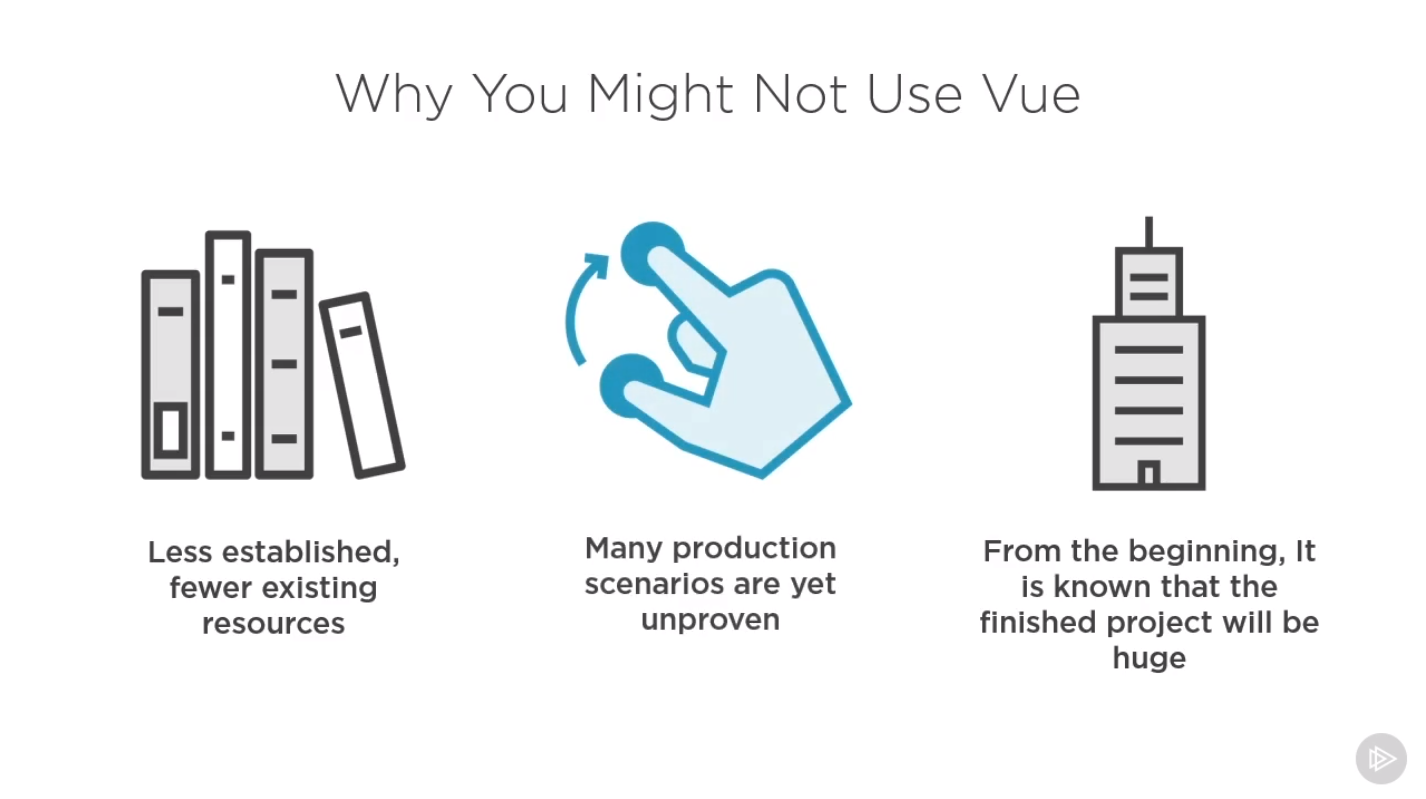 Why You Might Not Use Vue
Less established,
fewer existing
resources
Many production
scenarios are yet
unproven
From the beginning, It
is known that the
finished project will be
huge